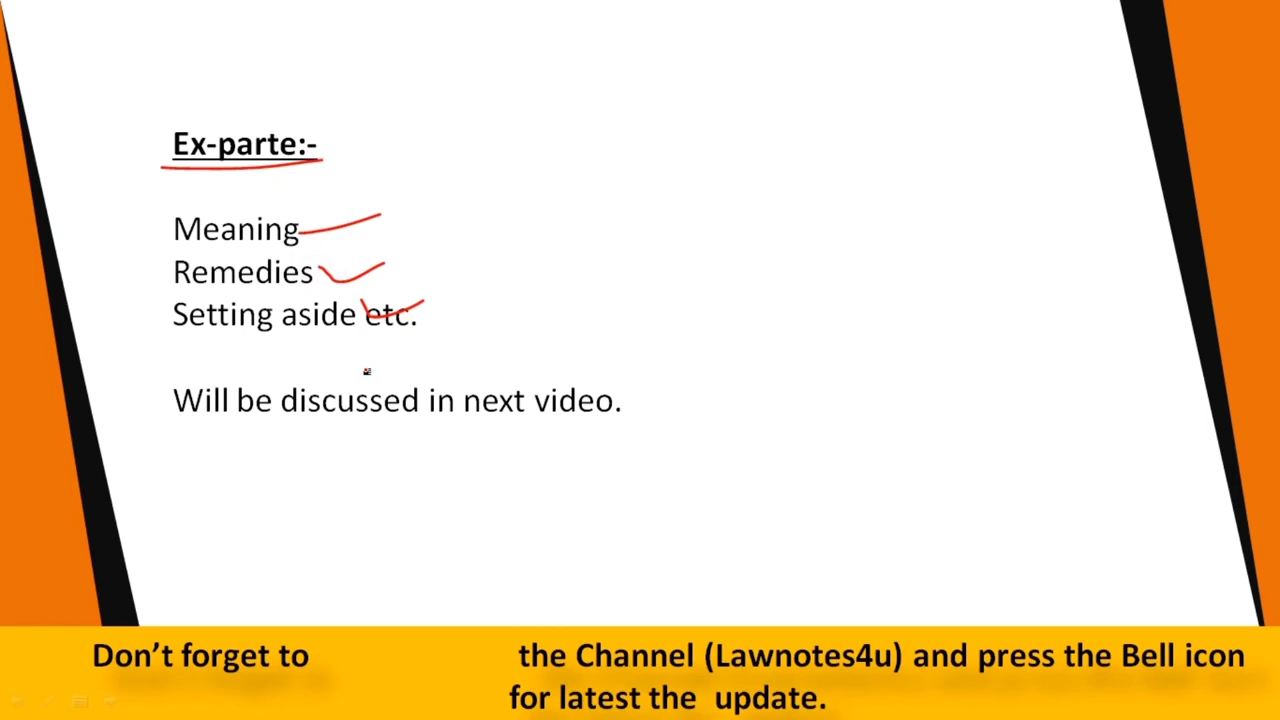 Ex-parte:-
Meaning
Remedies
Setting aside etc.
Will be discussed in next video.
Don’t forget to the Channel (Lawnotes4u) and press the Bell icon
for latest the update.